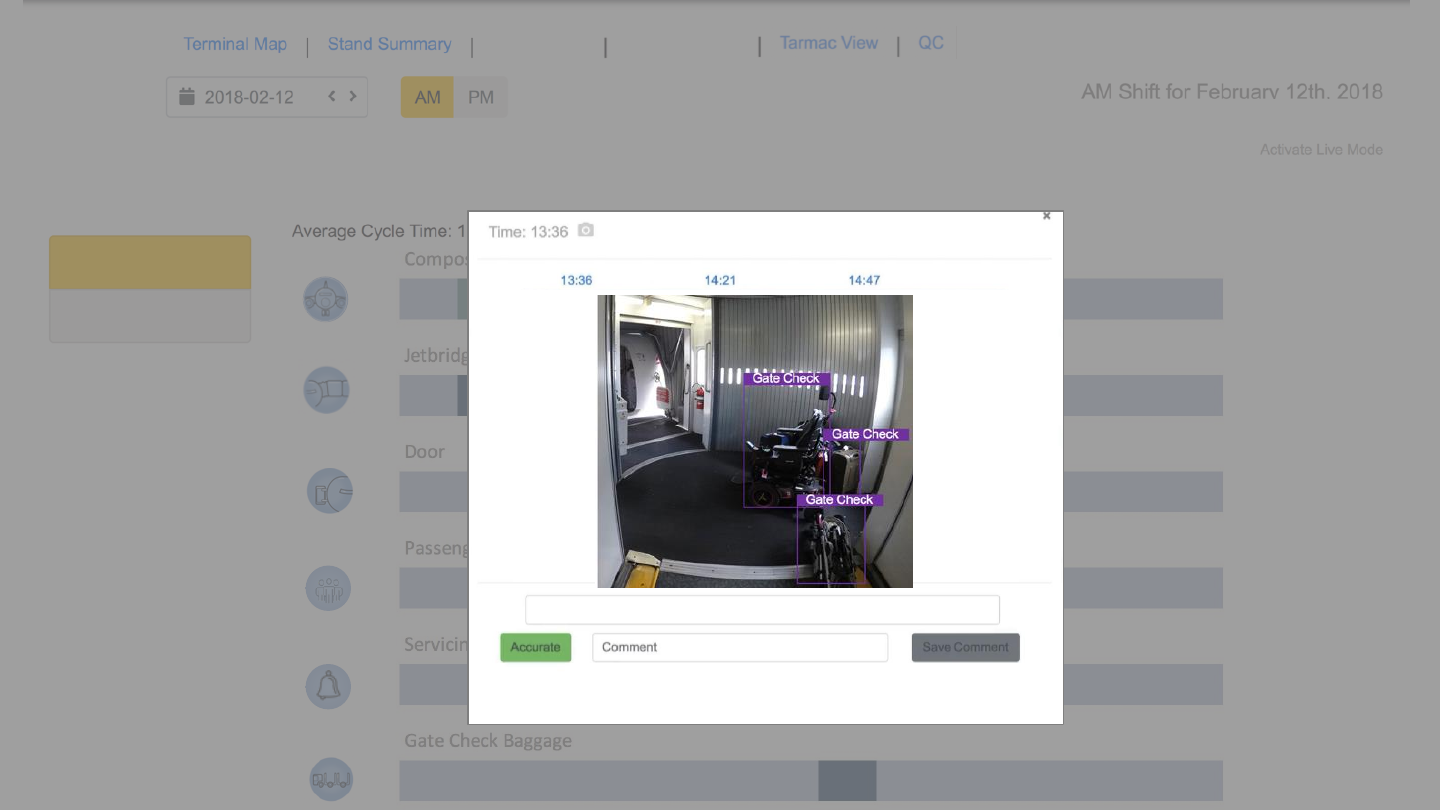 Terminal Map | Stand Summary | | | Tarmac View | QC
2018-02-12 < > AM PM
AM Shift for February 12th, 2018
Activate Live Mode
Average Cycle Time: 1
Compos
Jetbridg
Door
Passeng
Servicin
Gate Check Baggage
×
Time: 13:36
13:36 14:21 14:47
Gate Check
Gate Check
Gate Check
Accurate Comment Save Comment